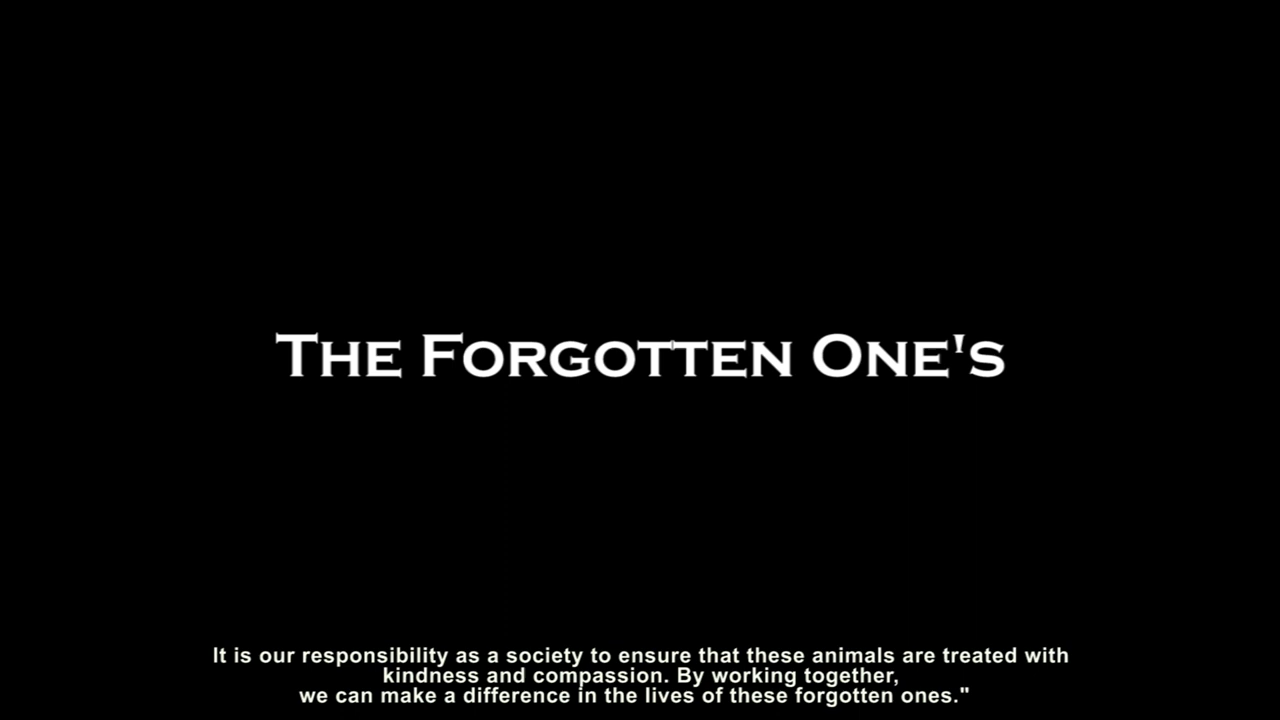 The Forgotten One's
It is our responsibility as a society to ensure that these animals are treated with
kindness and compassion. By working together,
we can make a difference in the lives of these forgotten ones."